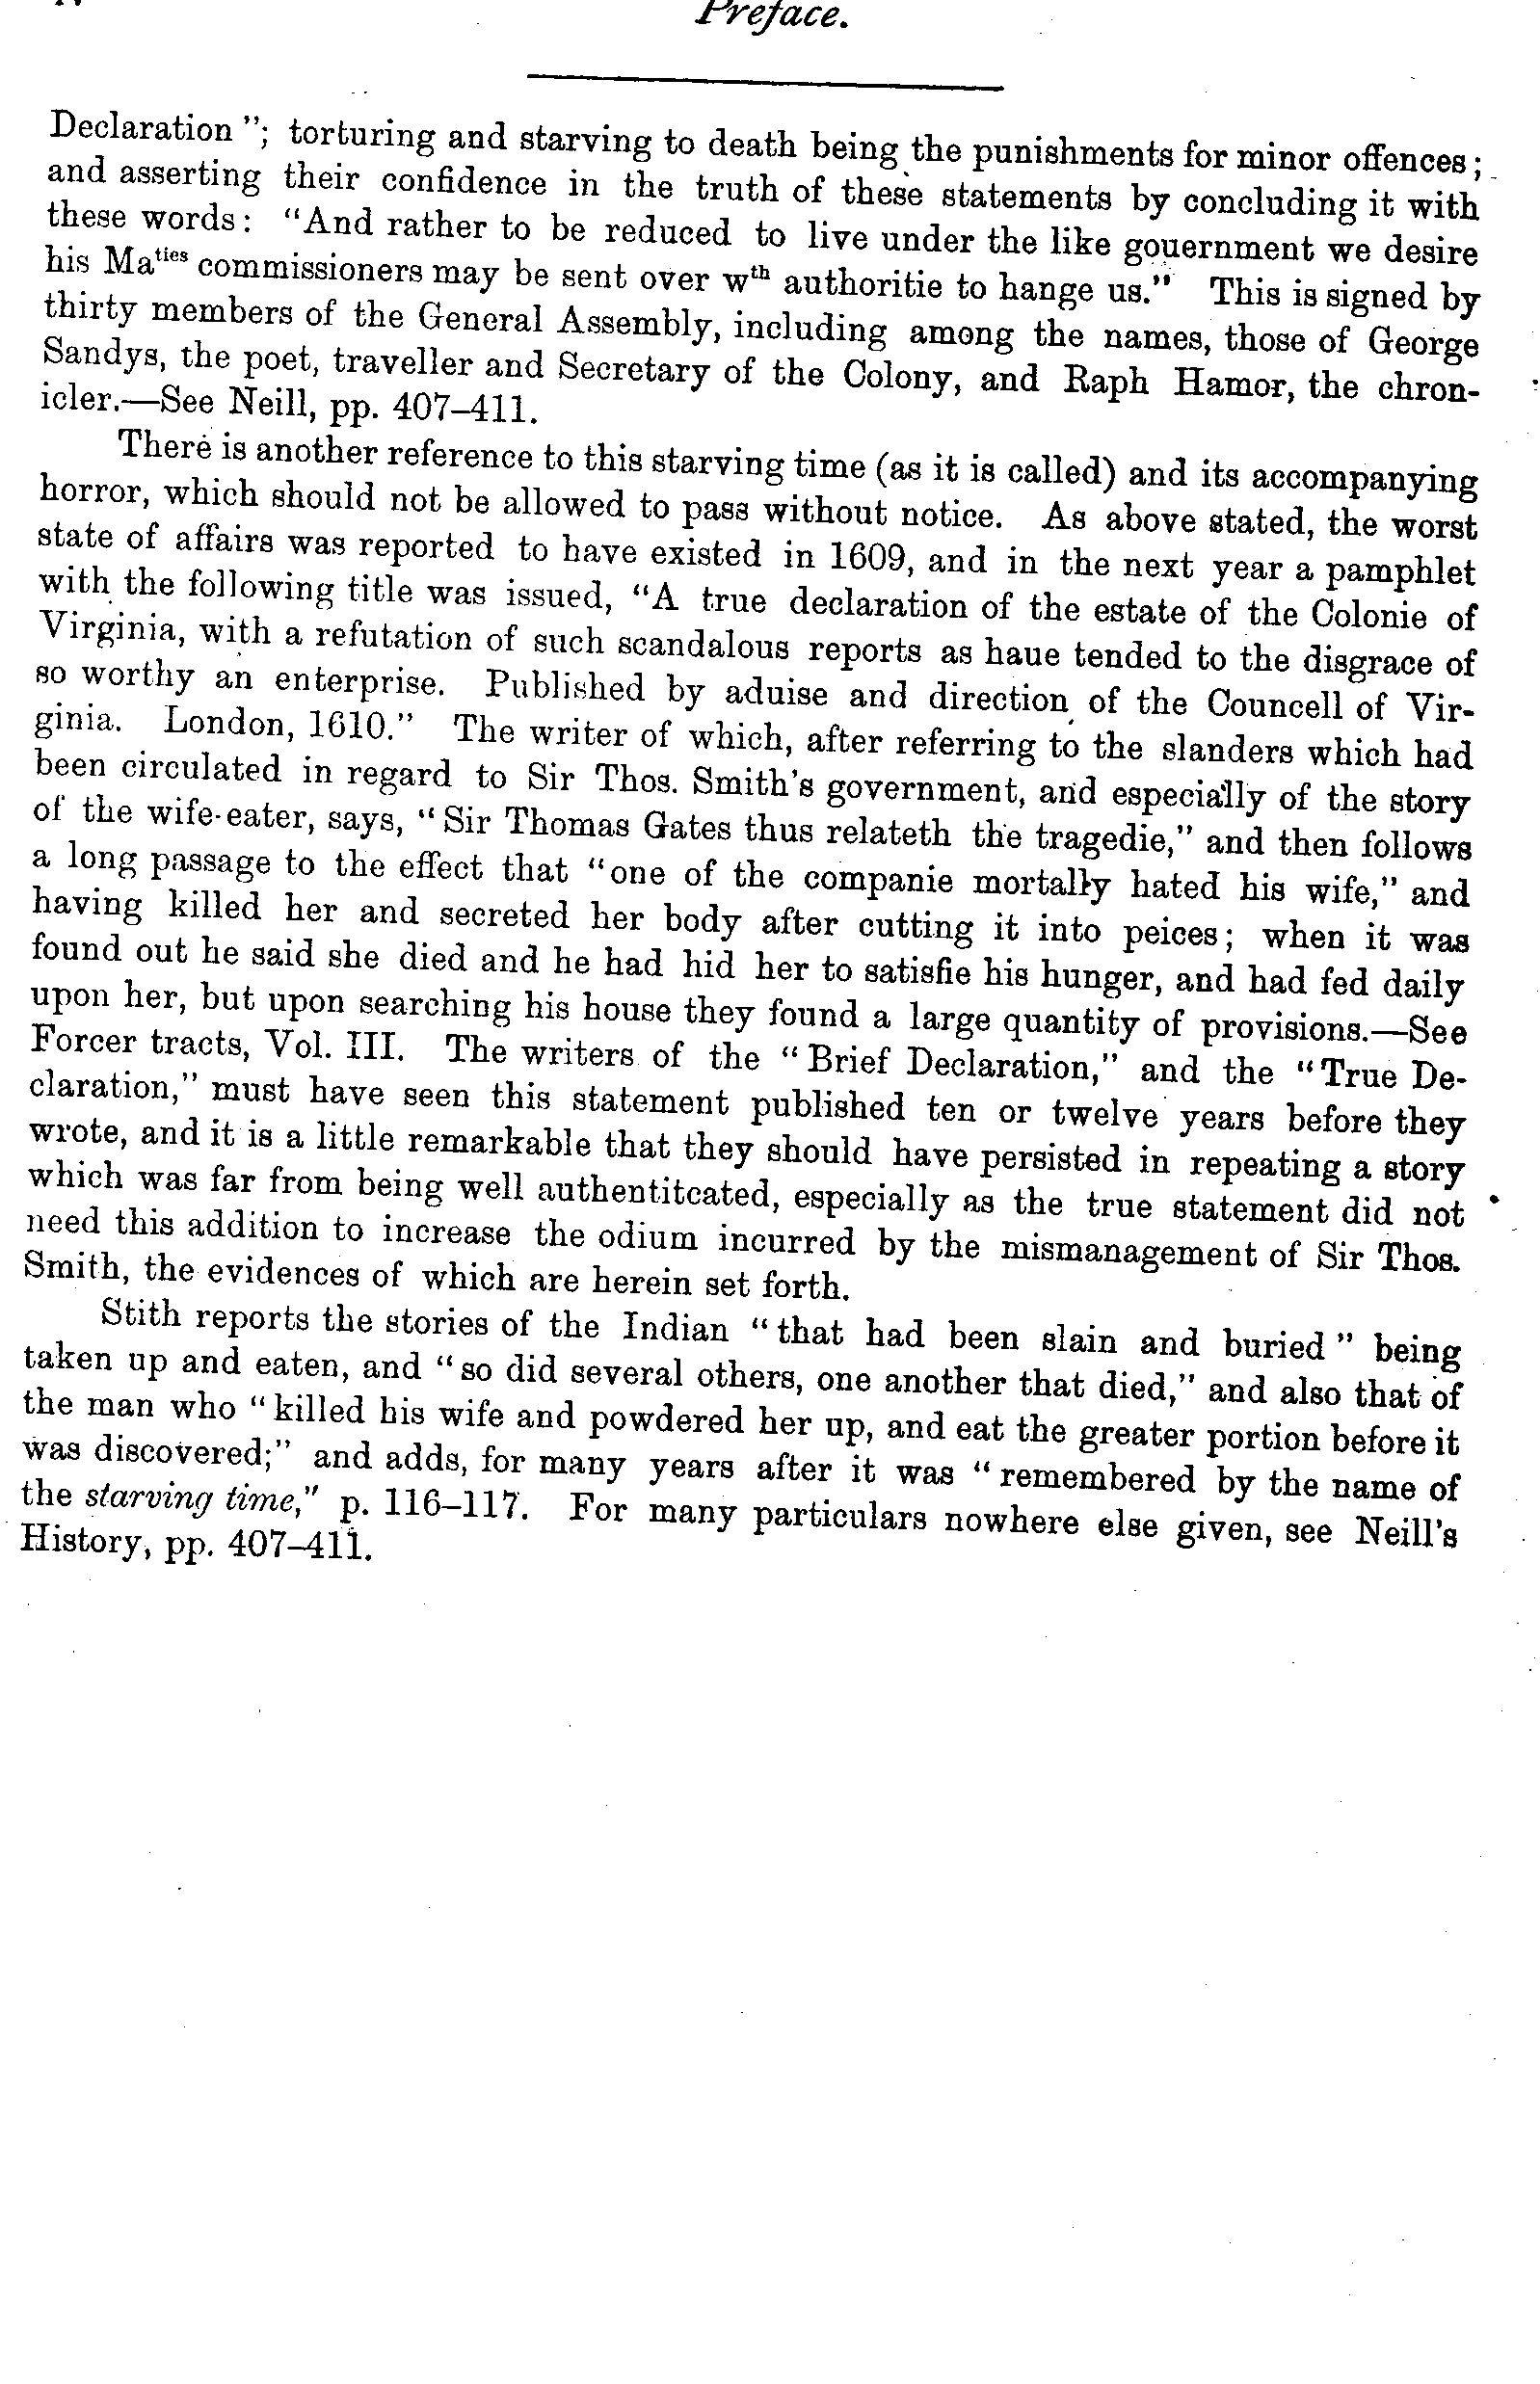 Preface.
Declaration"; torturing and starving to death being the punishments for minor offences;
and asserting their confidence in the truth of these statements by concluding it with
these words: "And rather to be reduced to live under the like gouernment we desire
his Maties commissioners may be sent over wth authoritie to hange us." This is signed by
thirty members of the General Assembly, including among the names, those of George
Sandys, the poet, traveller and Secretary of the Colony, and Raph Hamor, the chron-
icler.—See Neill, pp. 407–411.
There is another reference to this starving time (as it is called) and its accompanying
horror, which should not be allowed to pass without notice. As above stated, the worst
state of affairs was reported to have existed in 1609, and in the next year a pamphlet
with the following title was issued, "A true declaration of the estate of the Colonie of
Virginia, with a refutation of such scandalous reports as haue tended to the disgrace of
so worthy an enterprise. Published by aduise and direction of the Councell of Vir-
ginia. London, 1610." The writer of which, after referring to the slanders which had
been circulated in regard to Sir Thos. Smith's government, and especially of the story
of the wife-eater, says, "Sir Thomas Gates thus relateth the tragedie," and then follows
a long passage to the effect that "one of the companie mortally hated his wife," and
having killed her and secreted her body after cutting it into peices; when it was
found out he said she died and he had hid her to satisfie his hunger, and had fed daily
upon her, but upon searching his house they found a large quantity of provisions.—See
Forcer tracts, Vol. III. The writers of the "Brief Declaration," and the "True De-
claration," must have seen this statement published ten or twelve years before they
wrote, and it is a little remarkable that they should have persisted in repeating a story
which was far from being well authentitcated, especially as the true statement did not
need this addition to increase the odium incurred by the mismanagement of Sir Thos.
Smith, the evidences of which are herein set forth.
Stith reports the stories of the Indian "that had been slain and buried" being
taken up and eaten, and "so did several others, one another that died," and also that of
the man who "killed his wife and powdered her up, and eat the greater portion before it
was discovered;" and adds, for many years after it was "remembered by the name of
the starving time," p. 116–117. For many particulars nowhere else given, see Neill's
History, pp. 407–411.